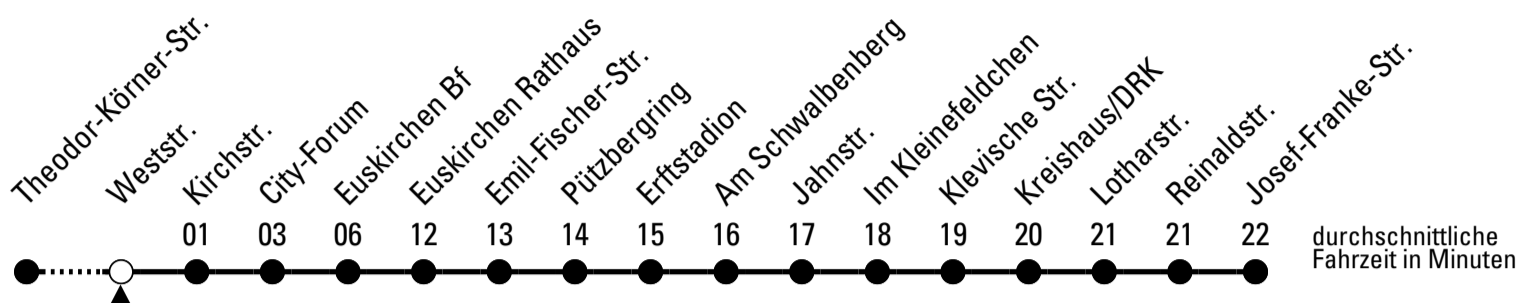 Theodor-Körner-Str.
Weststr.
Kirchstr.
City-Forum
Euskirchen Bf
Euskirchen Rathaus
Emil-Fischer-Str.
Pützbergring
Erftstadion
Am Schwalbenberg
Jahnstr.
Im Kleinefeldchen
Klevische Str.
Kreishaus/DRK
Lotharstr.
Reinaldstr.
Josef-Franke-Str.
01 03 06 12 13 14 15 16 17 18 19 20 21 21 22
durchschnittliche
Fahrzeit in Minuten